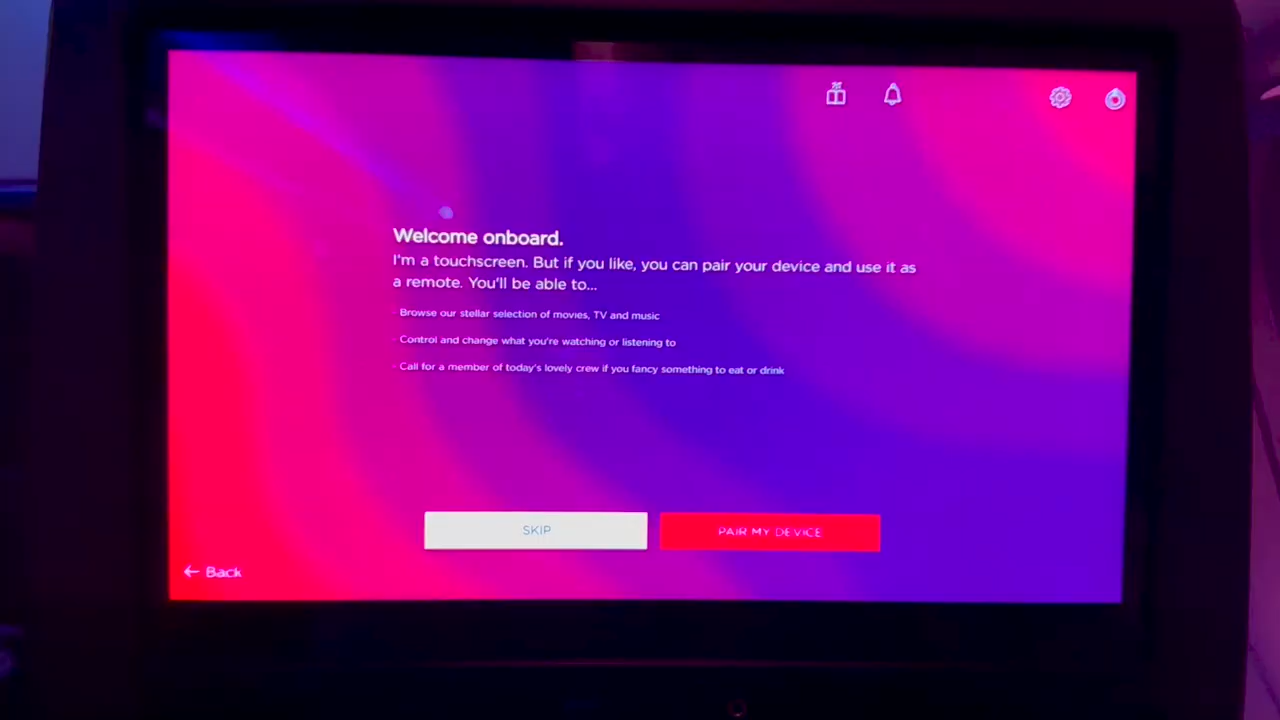 Welcome onboard.
I'm a touchscreen. But if you like, you can pair your device and use it as
a remote. You'll be able to...
- Browse our stellar selection of movies, TV and music
- Control and change what you're watching or listening to
- Call for a member of today's lovely crew if you fancy something to eat or drink
SKIP
PAIR MY DEVICE
← Back